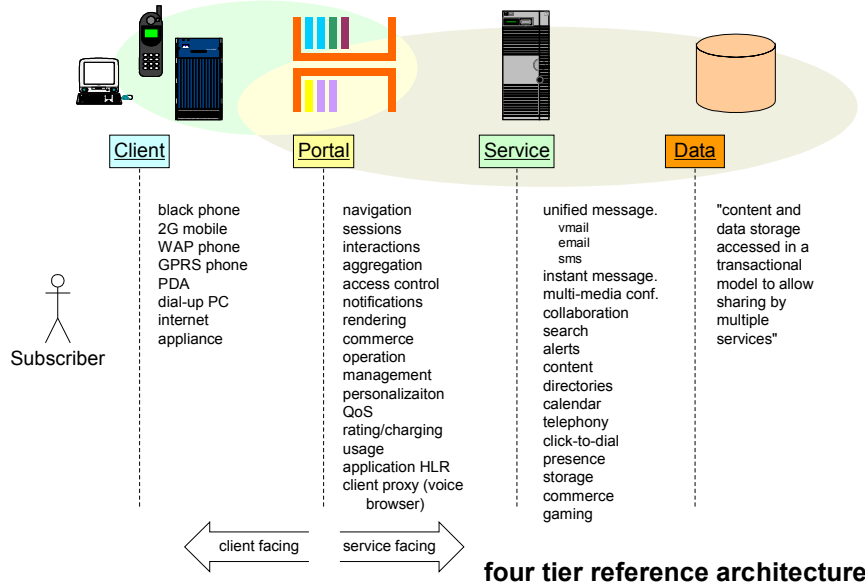 Client
Portal
Service
Data
Subscriber
black phone
2G mobile
WAP phone
GPRS phone
PDA
dial-up PC
internet
appliance
navigation
sessions
interactions
aggregation
access control
notifications
rendering
commerce
operation
management
personalizaiton
QoS
rating/charging
usage
application HLR
client proxy (voice
browser)
unified message.
vmail
email
sms
instant message.
multi-media conf.
collaboration
search
alerts
content
directories
calendar
telephony
click-to-dial
presence
storage
commerce
gaming
"content and
data storage
accessed in a
transactional
model to allow
sharing by
multiple
services"
client facing
service facing
four tier reference architecture